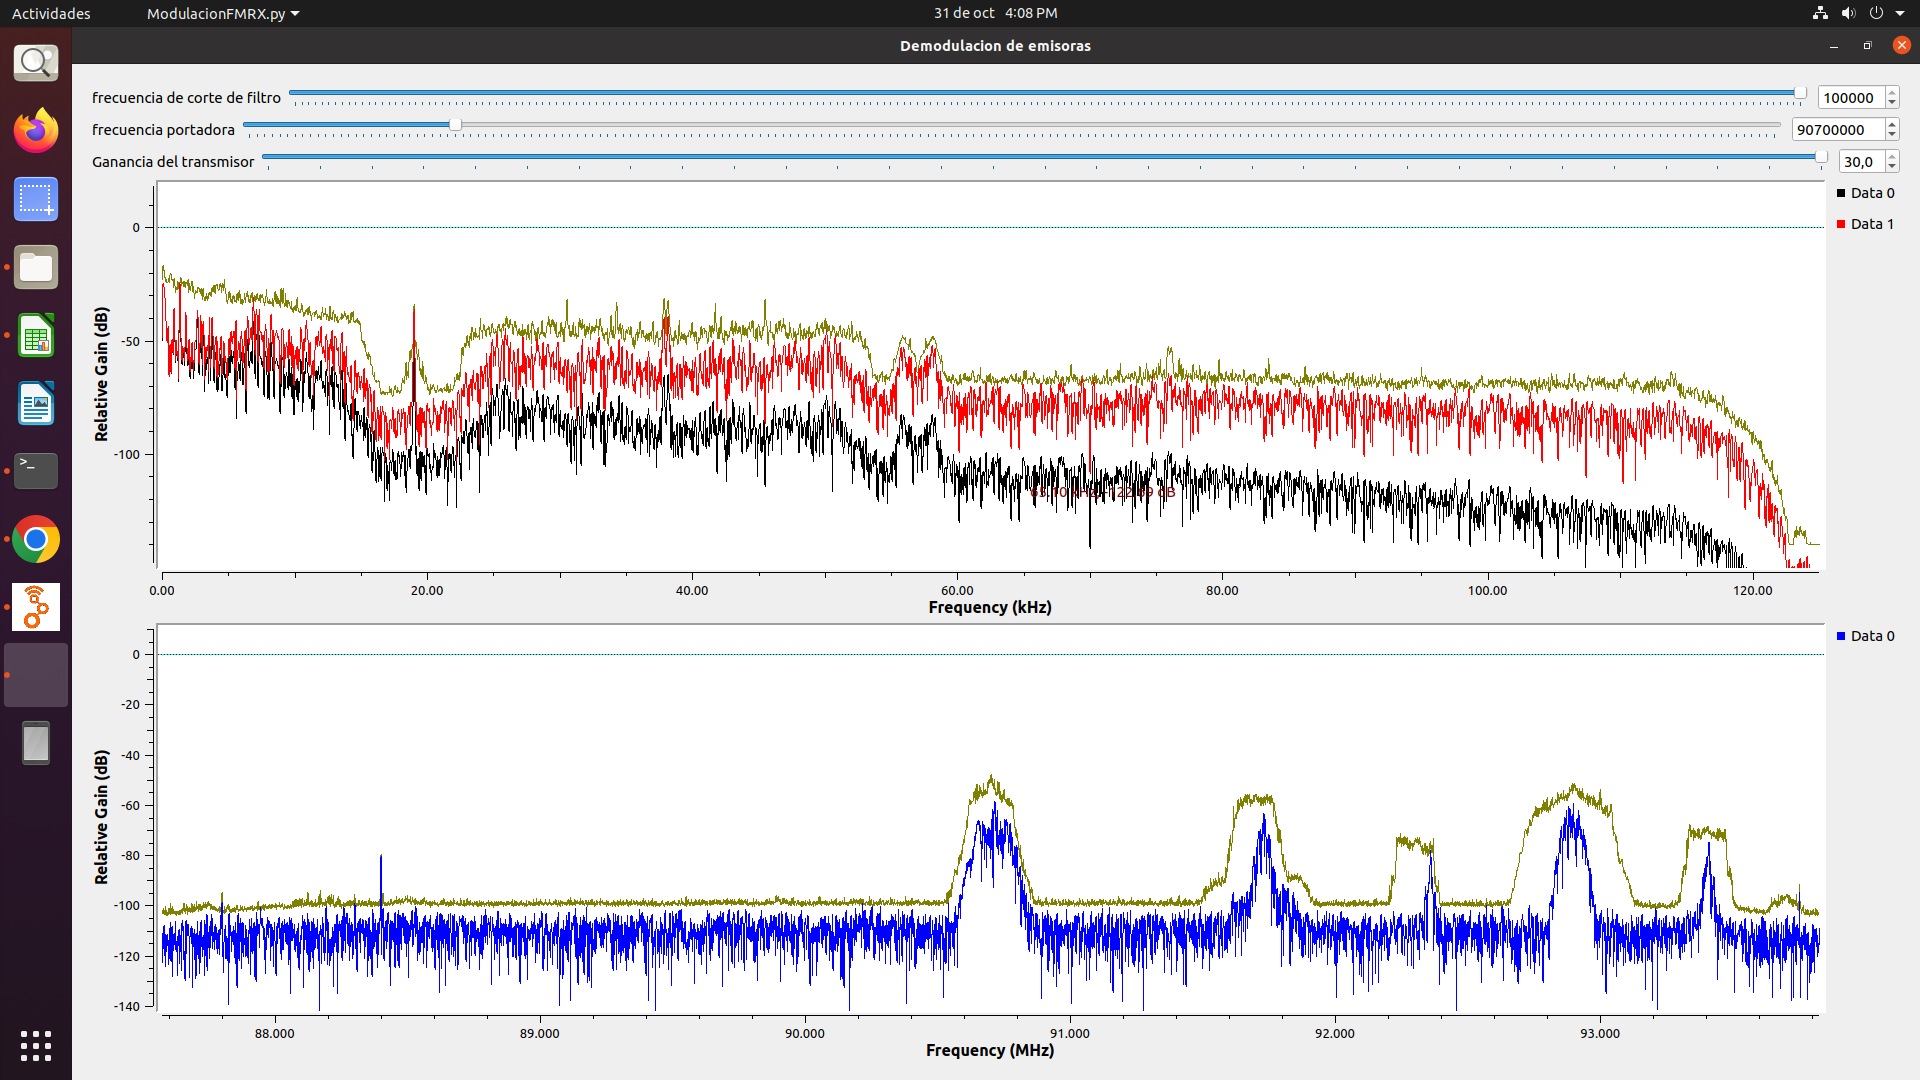 Actividades ModulacionFMRX.py 31 de oct 4:08 PM
Demodulacion de emisoras
frecuencia de corte de filtro 100000
frecuencia portadora 90700000
Ganancia del transmisor 30,0
Data 0
Data 1
Relative Gain (dB)
0
-50
-100
0.00 20.00 40.00 60.00 80.00 100.00 120.00
Frequency (kHz)
Data 0
Relative Gain (dB)
0
-20
-40
-60
-80
-100
-120
-140
88.000 89.000 90.000 91.000 92.000 93.000
Frequency (MHz)